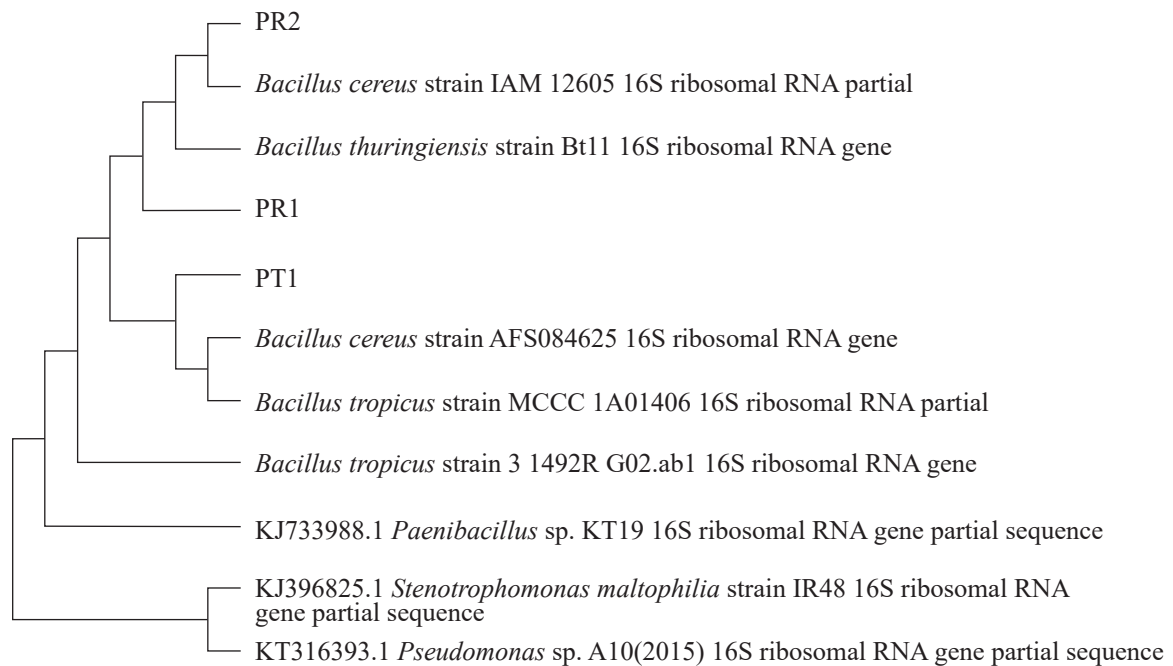 PR2
Bacillus cereus strain IAM 12605 16S ribosomal RNA partial
Bacillus thuringiensis strain Bt11 16S ribosomal RNA gene
PR1
PT1
Bacillus cereus strain AFS084625 16S ribosomal RNA gene
Bacillus tropicus strain MCCC 1A01406 16S ribosomal RNA partial
Bacillus tropicus strain 3 1492R G02.ab1 16S ribosomal RNA gene
KJ733988.1 Paenibacillus sp. KT19 16S ribosomal RNA gene partial sequence
KJ396825.1 Stenotrophomonas maltophilia strain IR48 16S ribosomal RNA
gene partial sequence
KT316393.1 Pseudomonas sp. A10(2015) 16S ribosomal RNA gene partial sequence